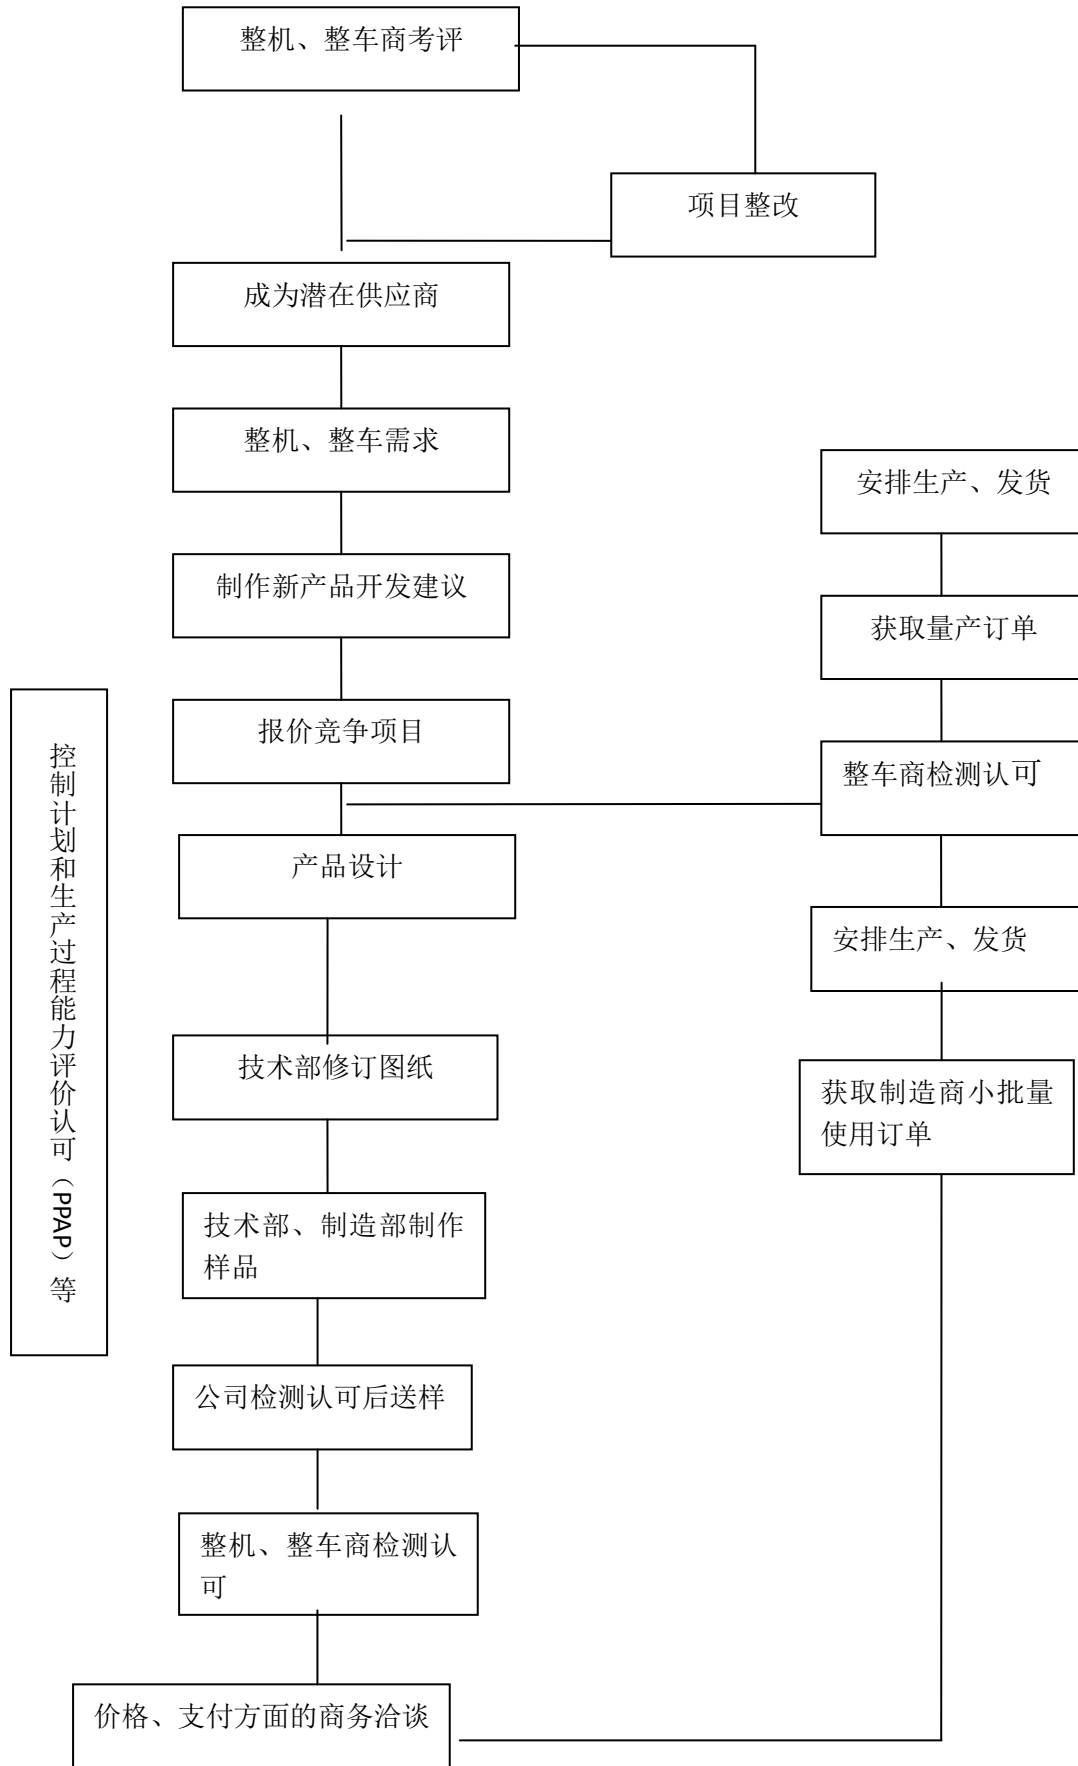 整机、整车商考评
项目整改
成为潜在供应商
整机、整车需求
制作新产品开发建议
报价竞争项目
产品设计
技术部修订图纸
技术部、制造部制作
样品
公司检测认可后送样
整机、整车商检测认
可
价格、支付方面的商务洽谈
安排生产、发货
获取量产订单
整车商检测认可
安排生产、发货
获取制造商小批量
使用订单
控制计划和生产过程能力评价认可（PPAP）等